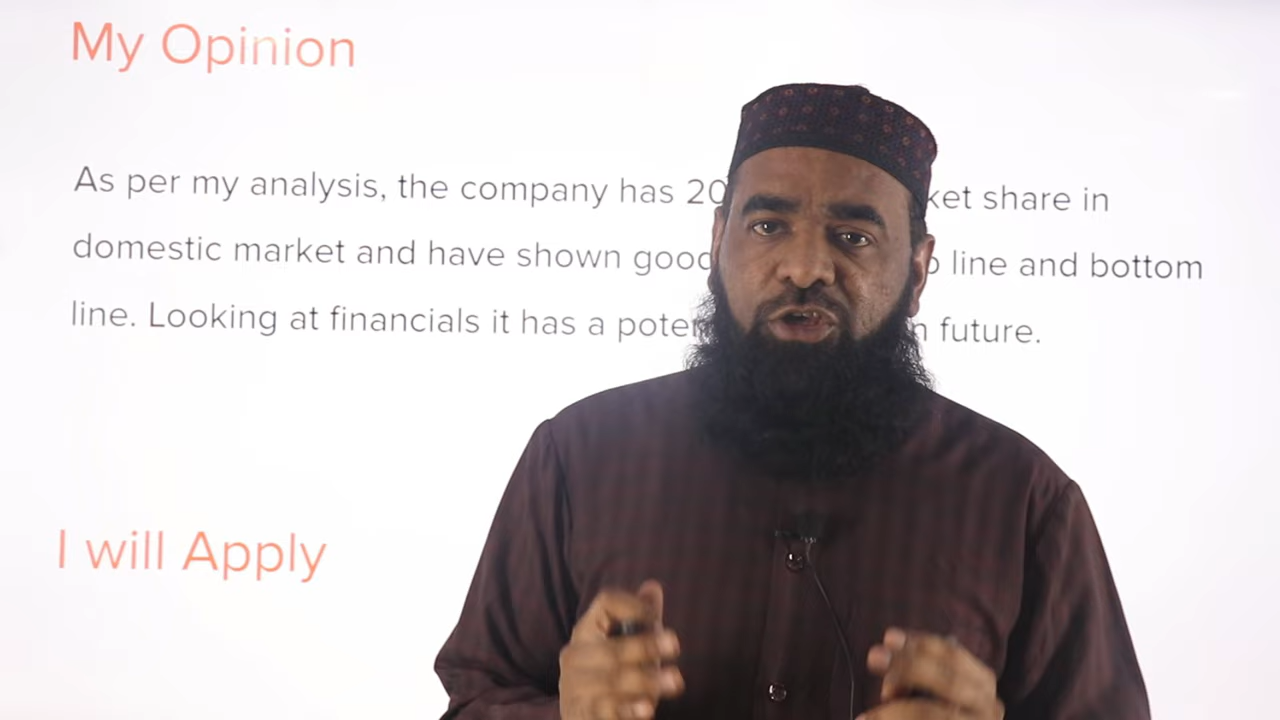 My Opinion
As per my analysis, the company has 20 share in
domestic market and have shown good line and bottom
line. Looking at financials it has a future.
I will Apply